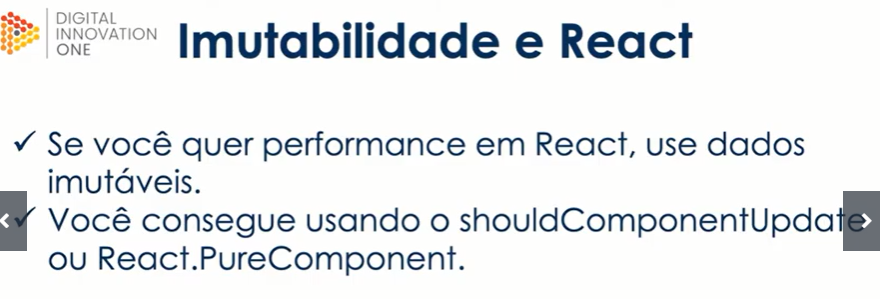 DIGITAL
INNOVATION
ONE
Imutabilidade e React
✓ Se você quer performance em React, use dados
imutáveis.
✓ Você consegue usando o shouldComponentUpdate
ou React.PureComponent.